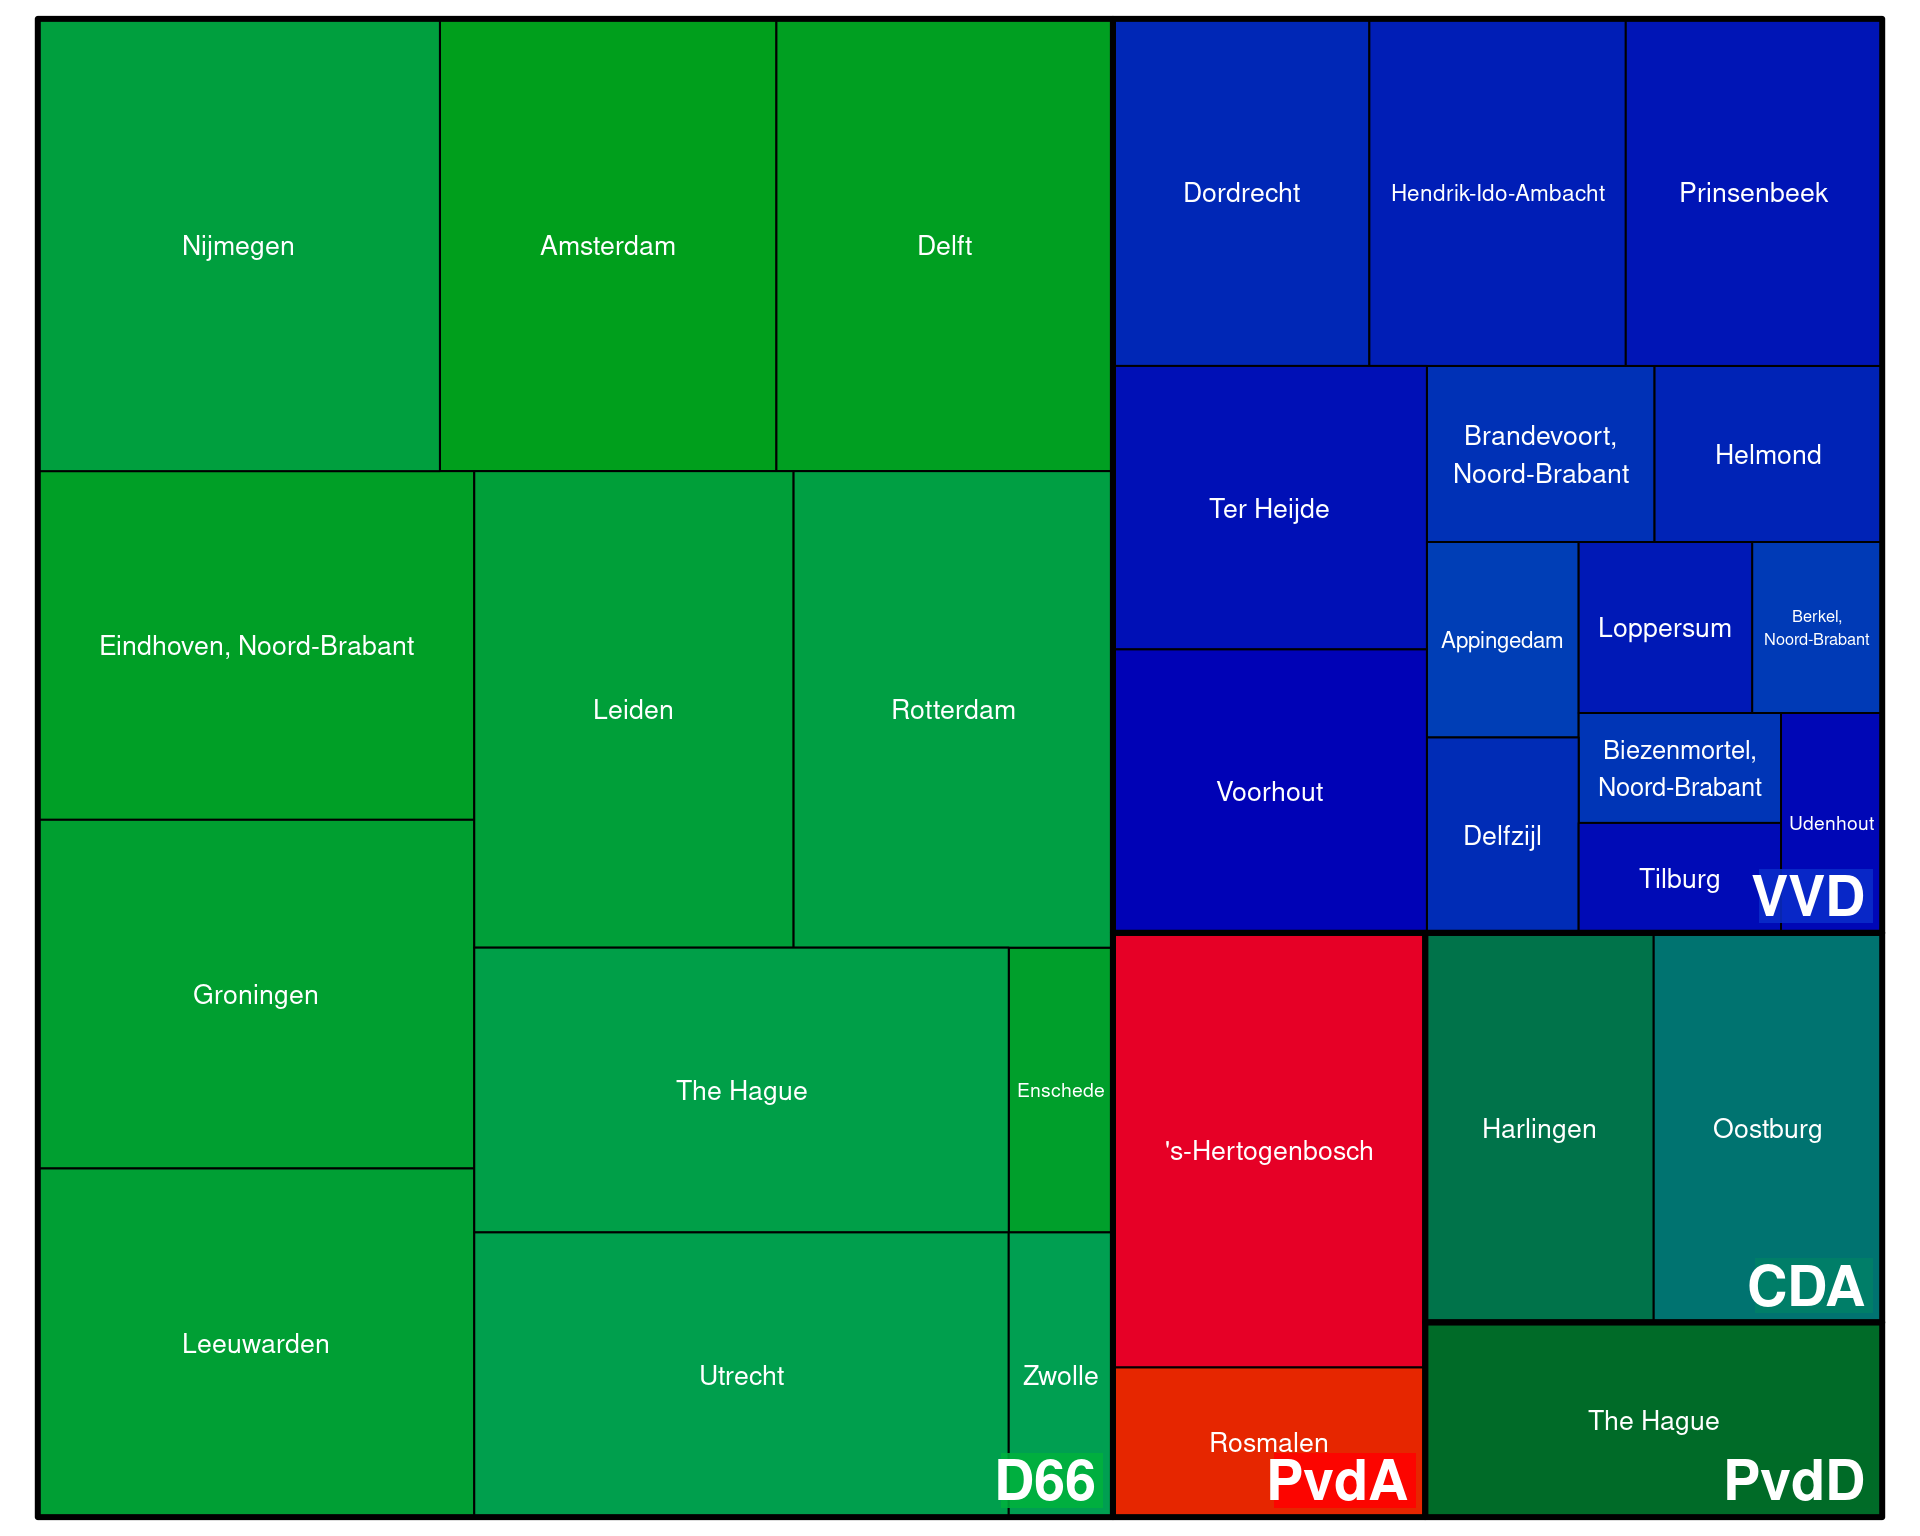 Nijmegen
Amsterdam
Delft
Eindhoven, Noord-Brabant
Leiden
Rotterdam
Groningen
The Hague
Enschede
Leeuwarden
Utrecht
Zwolle
D66
Dordrecht
Hendrik-Ido-Ambacht
Prinsenbeek
Ter Heijde
Brandevoort,
Noord-Brabant
Helmond
Appingedam
Loppersum
Berkel,
Noord-Brabant
Voorhout
Delfzijl
Biezenmortel,
Noord-Brabant
Udenhout
Tilburg
VVD
's-Hertogenbosch
Rosmalen
PvdA
Harlingen
Oostburg
CDA
The Hague
PvdD